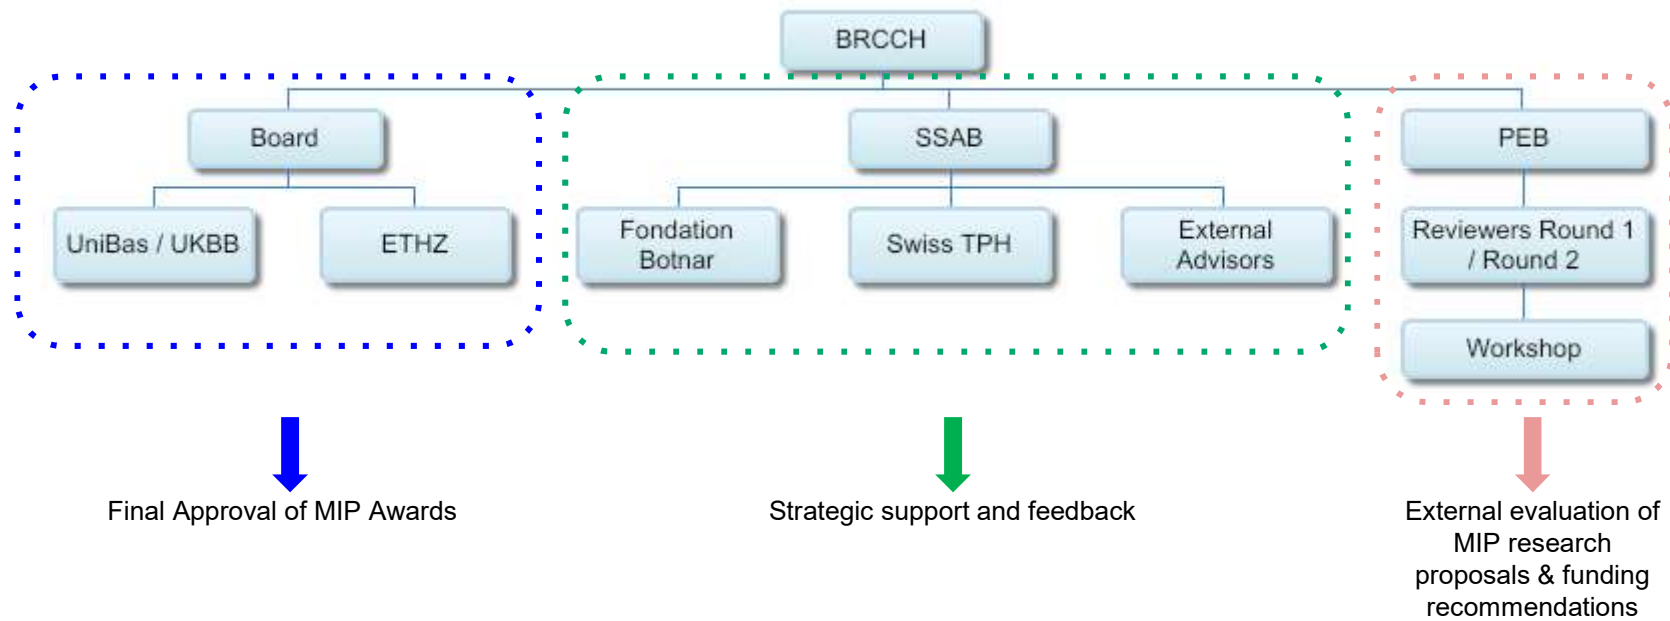 BRCCH
Board
SSAB
PEB
UniBas / UKBB
ETHZ
Fondation
Botnar
Swiss TPH
External
Advisors
Reviewers Round 1
/ Round 2
Workshop
Final Approval of MIP Awards
Strategic support and feedback
External evaluation of
MIP research
proposals & funding
recommendations